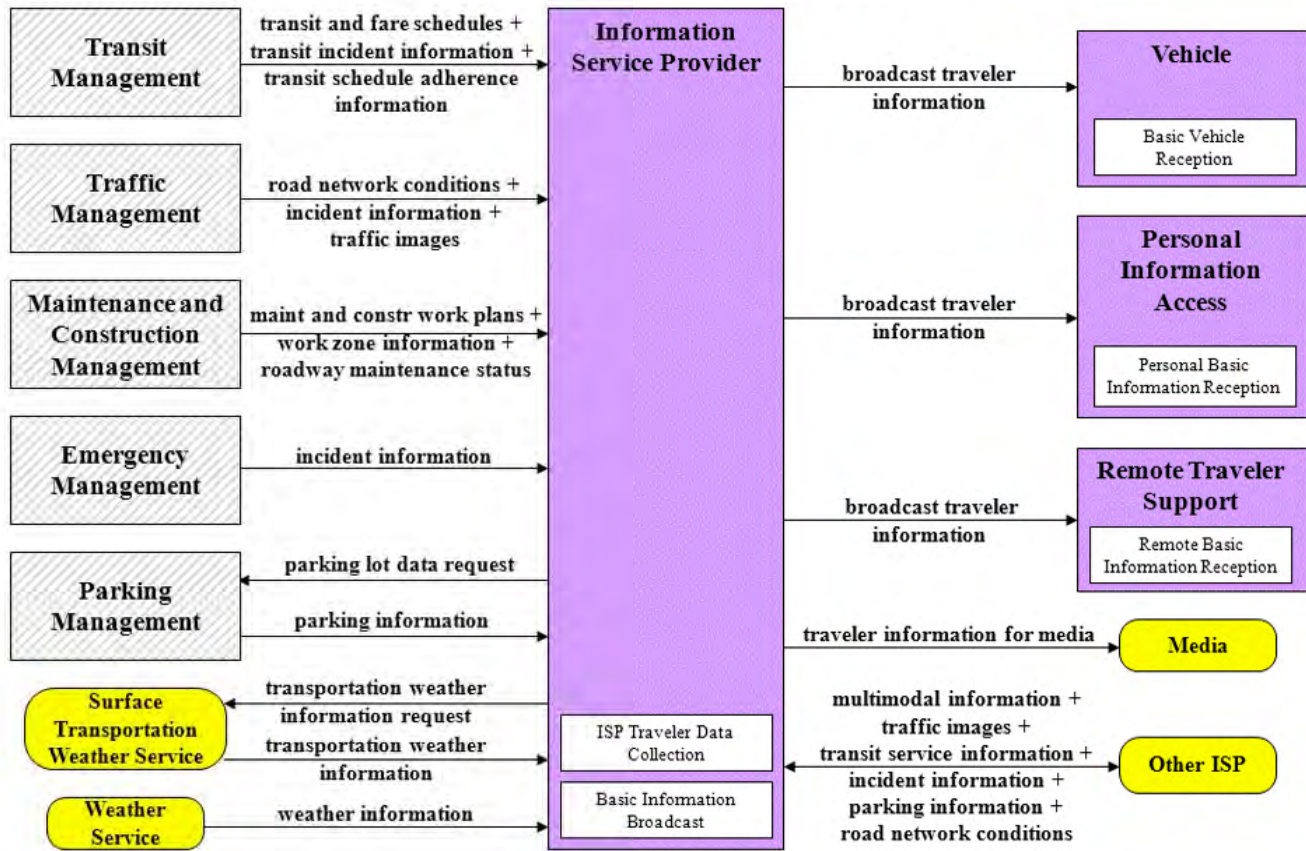 Transit
Management
transit and fare schedules +
transit incident information +
transit schedule adherence
information
Traffic
Management
road network conditions +
incident information +
traffic images
Maintenance and
Construction
Management
maint and constr work plans +
work zone information +
roadway maintenance status
Emergency
Management
incident information
Parking
Management
parking lot data request
parking information
Surface
Transportation
Weather Service
transportation weather
information request
transportation weather
information
Weather
Service
weather information
Information
Service Provider
ISP Traveler Data
Collection
Basic Information
Broadcast
broadcast traveler
information
Vehicle
Basic Vehicle
Reception
broadcast traveler
information
Personal
Information
Access
Personal Basic
Information Reception
broadcast traveler
information
Remote Traveler
Support
Remote Basic
Information Reception
traveler information for media
Media
multimodal information +
traffic images +
transit service information +
incident information +
parking information +
road network conditions
Other ISP